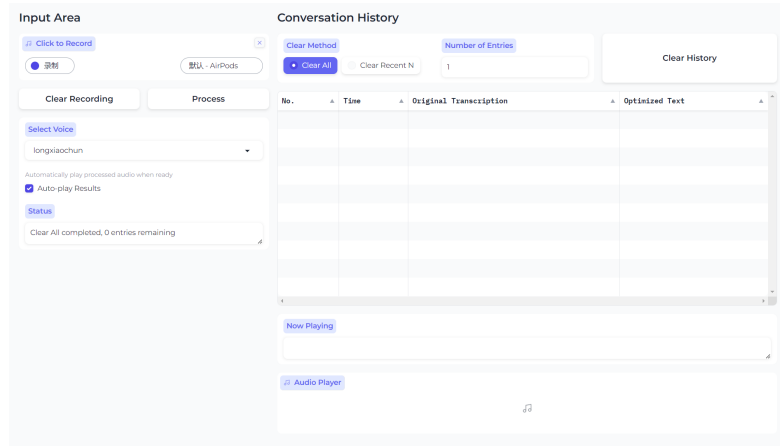 Input Area
Click to Record
录制
默认 - AirPods
Clear Recording
Process
Select Voice
longxiaochun
Automatically play processed audio when ready
Auto-play Results
Status
Clear All completed, 0 entries remaining
Conversation History
Clear Method
Clear All
Clear Recent N
Number of Entries
1
Clear History
No. Time Original Transcription Optimized Text
Now Playing
Audio Player